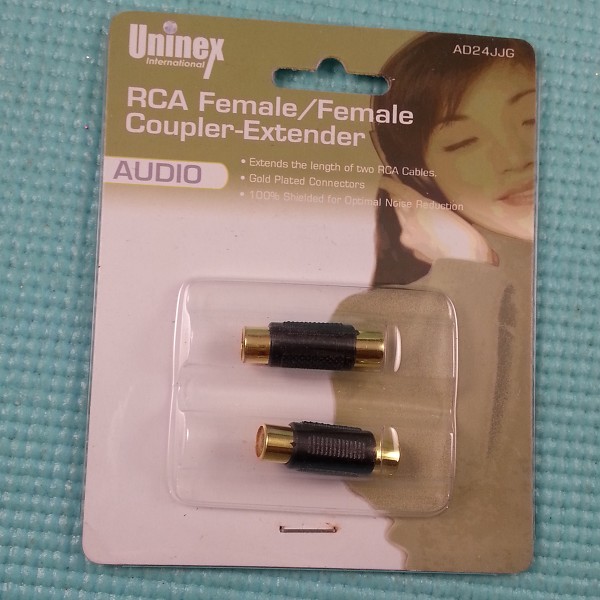 Uninex
International
AD24JJG
RCA Female/Female
Coupler-Extender
AUDIO
• Extends the length of two RCA Cables.
• Gold Plated Connectors
• 100% Shielded for Optimal Noise Reduction